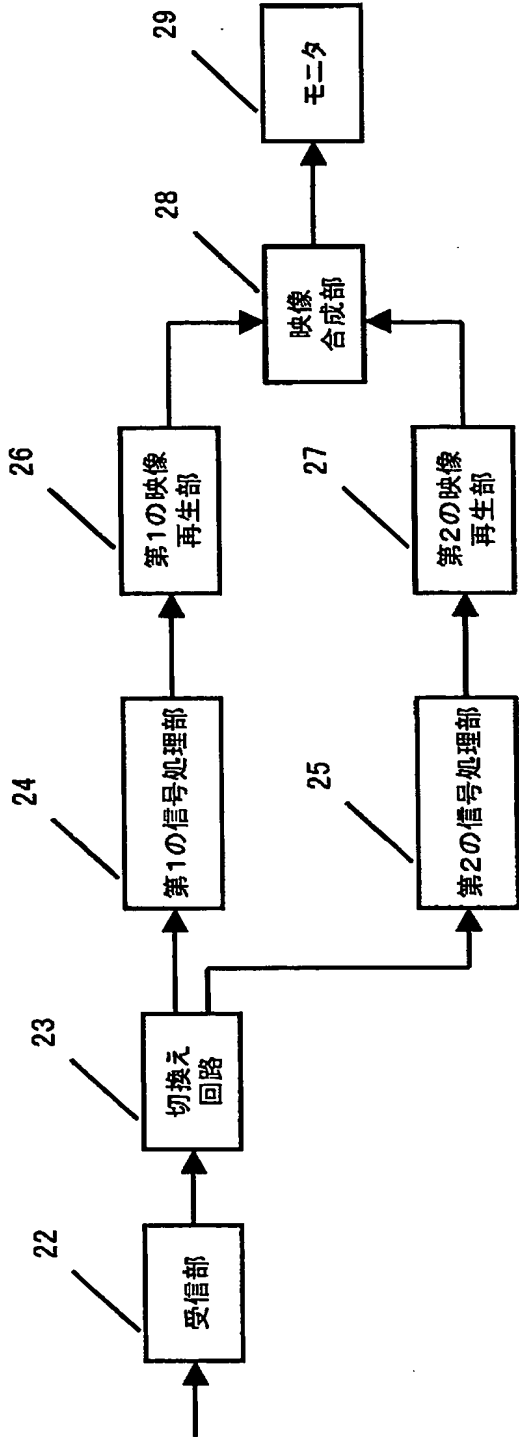 22
受信部
23
切換え
回路
24
第1の信号処理部
25
第2の信号処理部
26
第1の映像
再生部
27
第2の映像
再生部
28
映像
合成部
29
モニタ